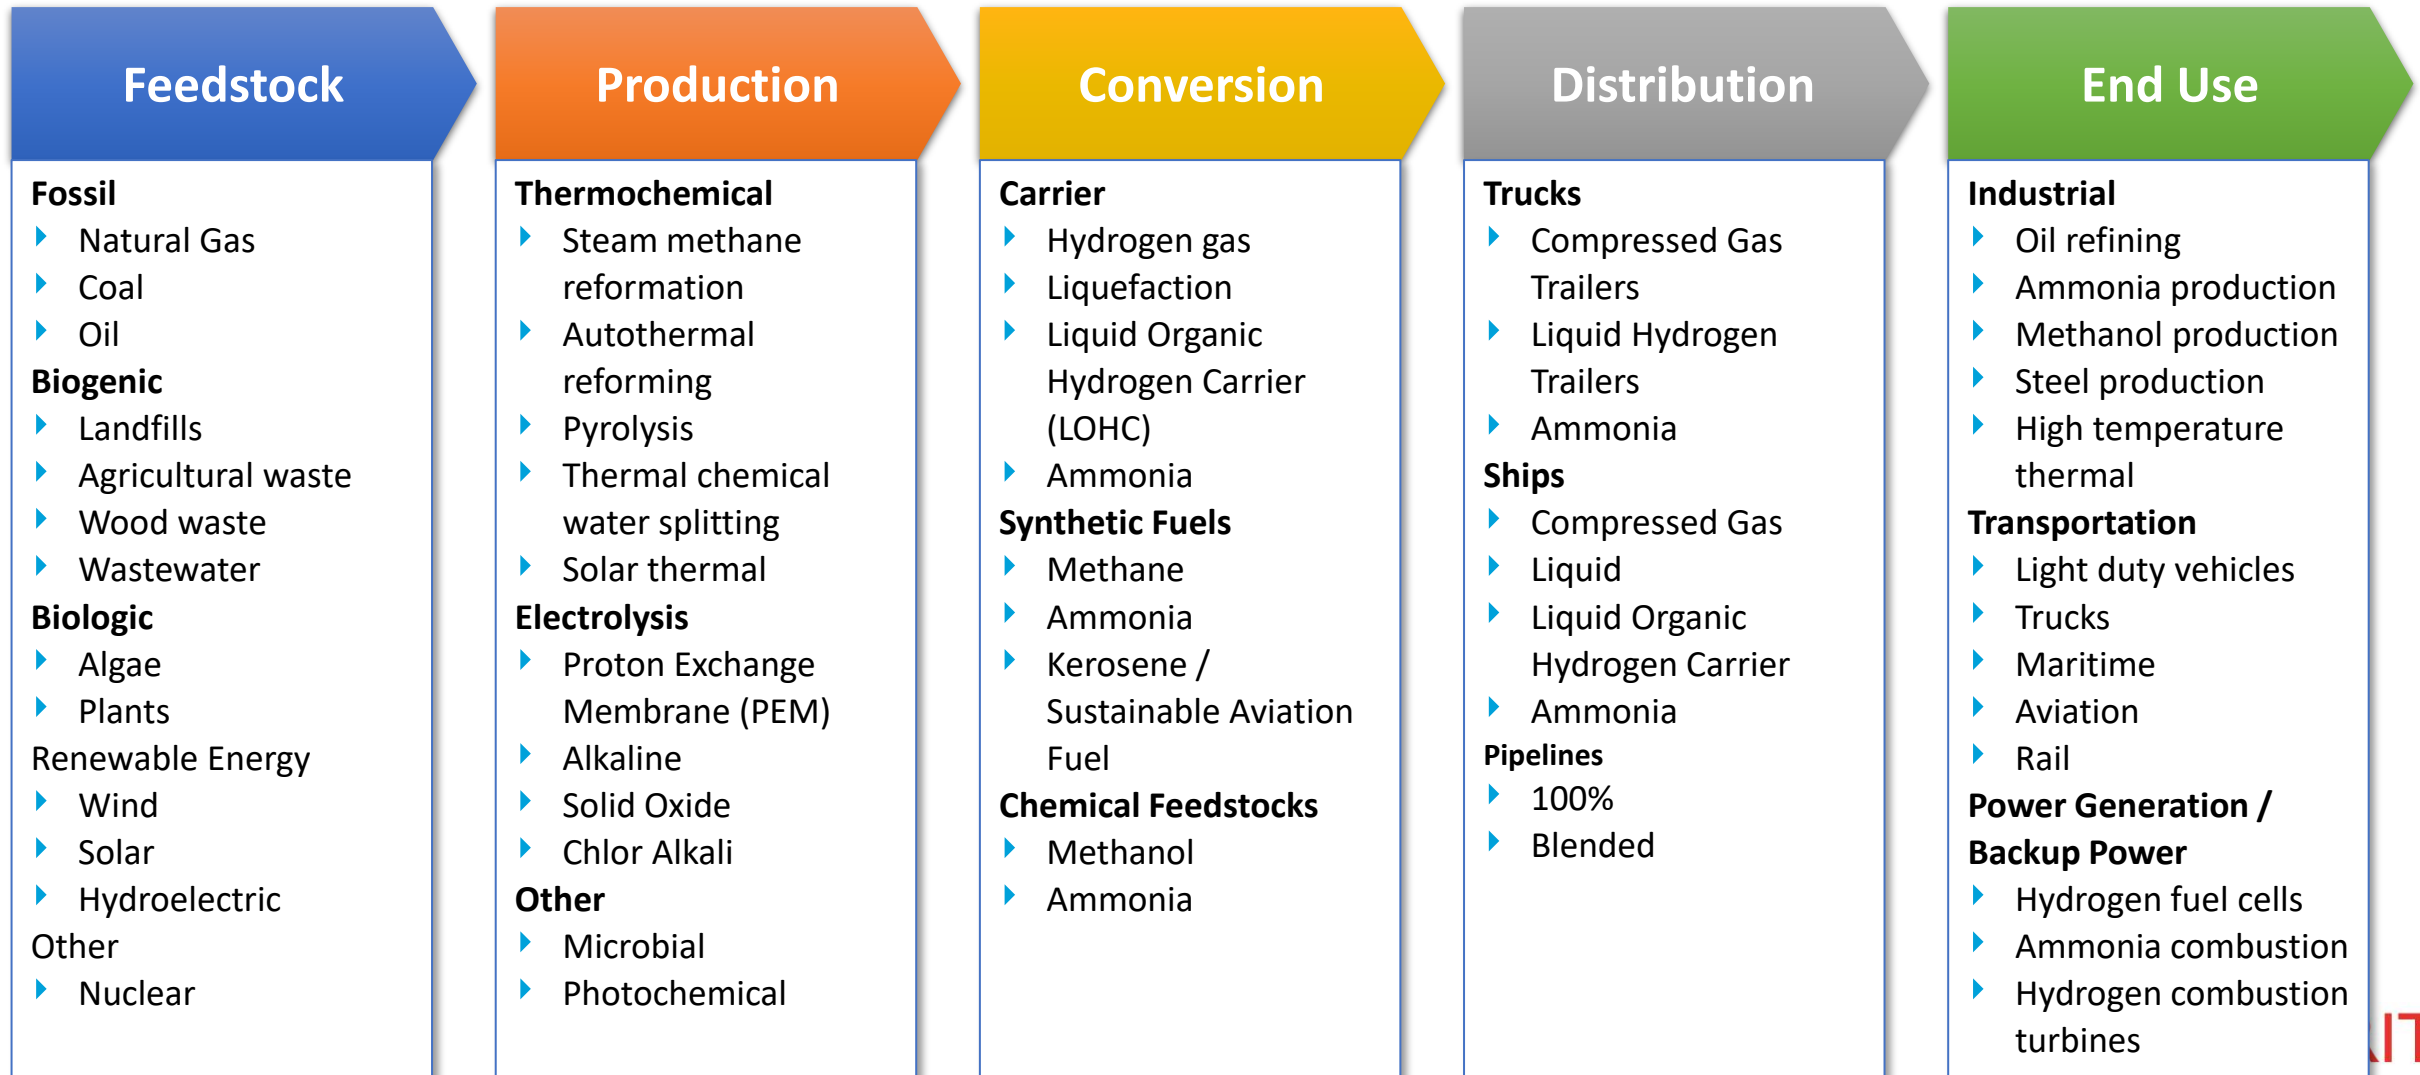 Feedstock
Fossil
Natural Gas
Coal
Oil
Biogenic
Landfills
Agricultural waste
Wood waste
Wastewater
Biologic
Algae
Plants
Renewable Energy
Wind
Solar
Hydroelectric
Other
Nuclear
Production
Thermochemical
Steam methane
reformation
Autothermal
reforming
Pyrolysis
Thermal chemical
water splitting
Solar thermal
Electrolysis
Proton Exchange
Membrane (PEM)
Alkaline
Solid Oxide
Chlor Alkali
Other
Microbial
Photochemical
Conversion
Carrier
Hydrogen gas
Liquefaction
Liquid Organic
Hydrogen Carrier
(LOHC)
Ammonia
Synthetic Fuels
Methane
Ammonia
Kerosene /
Sustainable Aviation
Fuel
Chemical Feedstocks
Methanol
Ammonia
Distribution
Trucks
Compressed Gas
Trailers
Liquid Hydrogen
Trailers
Ammonia
Ships
Compressed Gas
Liquid
Liquid Organic
Hydrogen Carrier
Ammonia
Pipelines
100%
Blended
End Use
Industrial
Oil refining
Ammonia production
Methanol production
Steel production
High temperature
thermal
Transportation
Light duty vehicles
Trucks
Maritime
Aviation
Rail
Power Generation /
Backup Power
Hydrogen fuel cells
Ammonia combustion
Hydrogen combustion
turbines